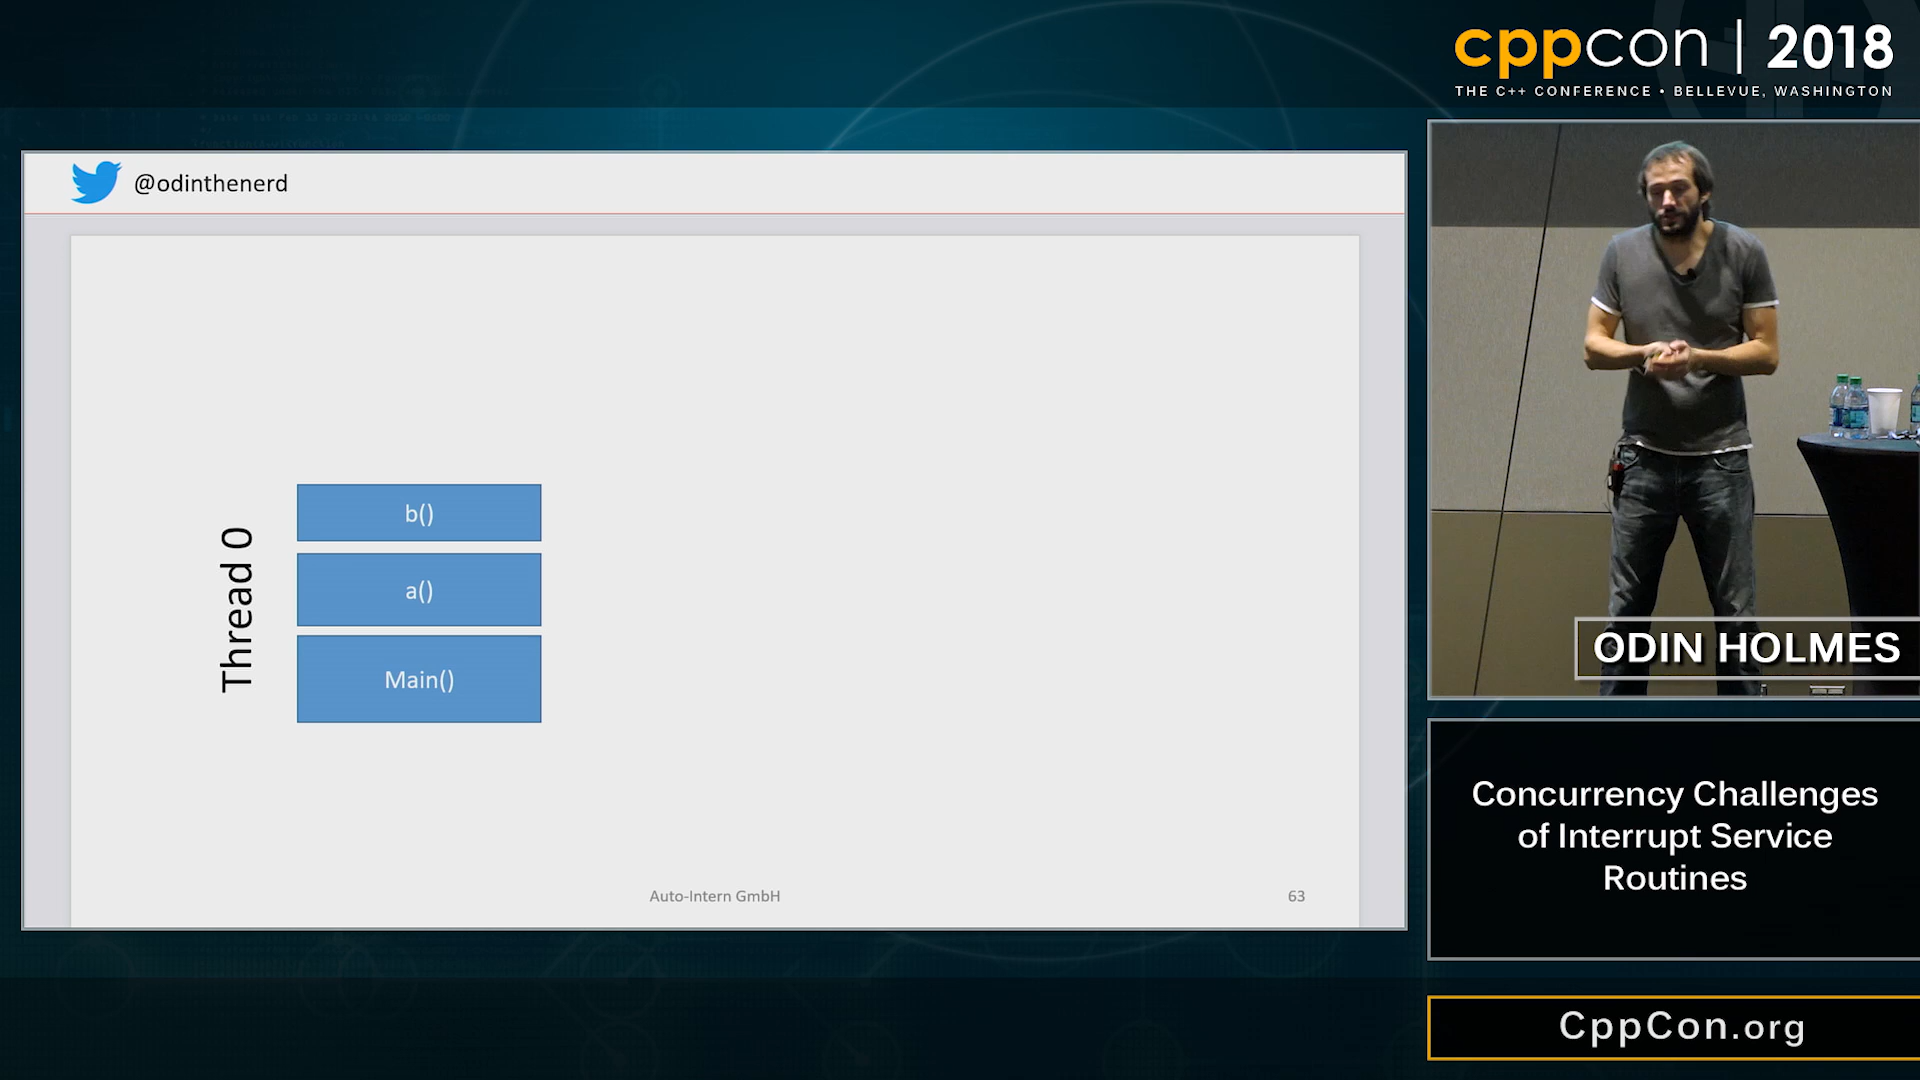 cppcon | 2018
THE C++ CONFERENCE • BELLEVUE, WASHINGTON
@odinthenerd
Thread 0
b()
a()
Main()
Auto-Intern GmbH
63
ODIN HOLMES
Concurrency Challenges
of Interrupt Service
Routines
CppCon.org